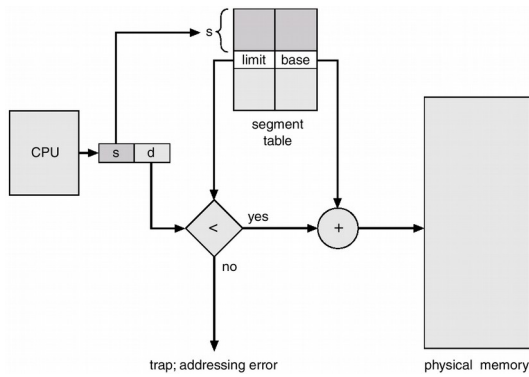 s
limit base
segment
table
CPU
s d
<
yes
+
no
trap; addressing error
physical memory